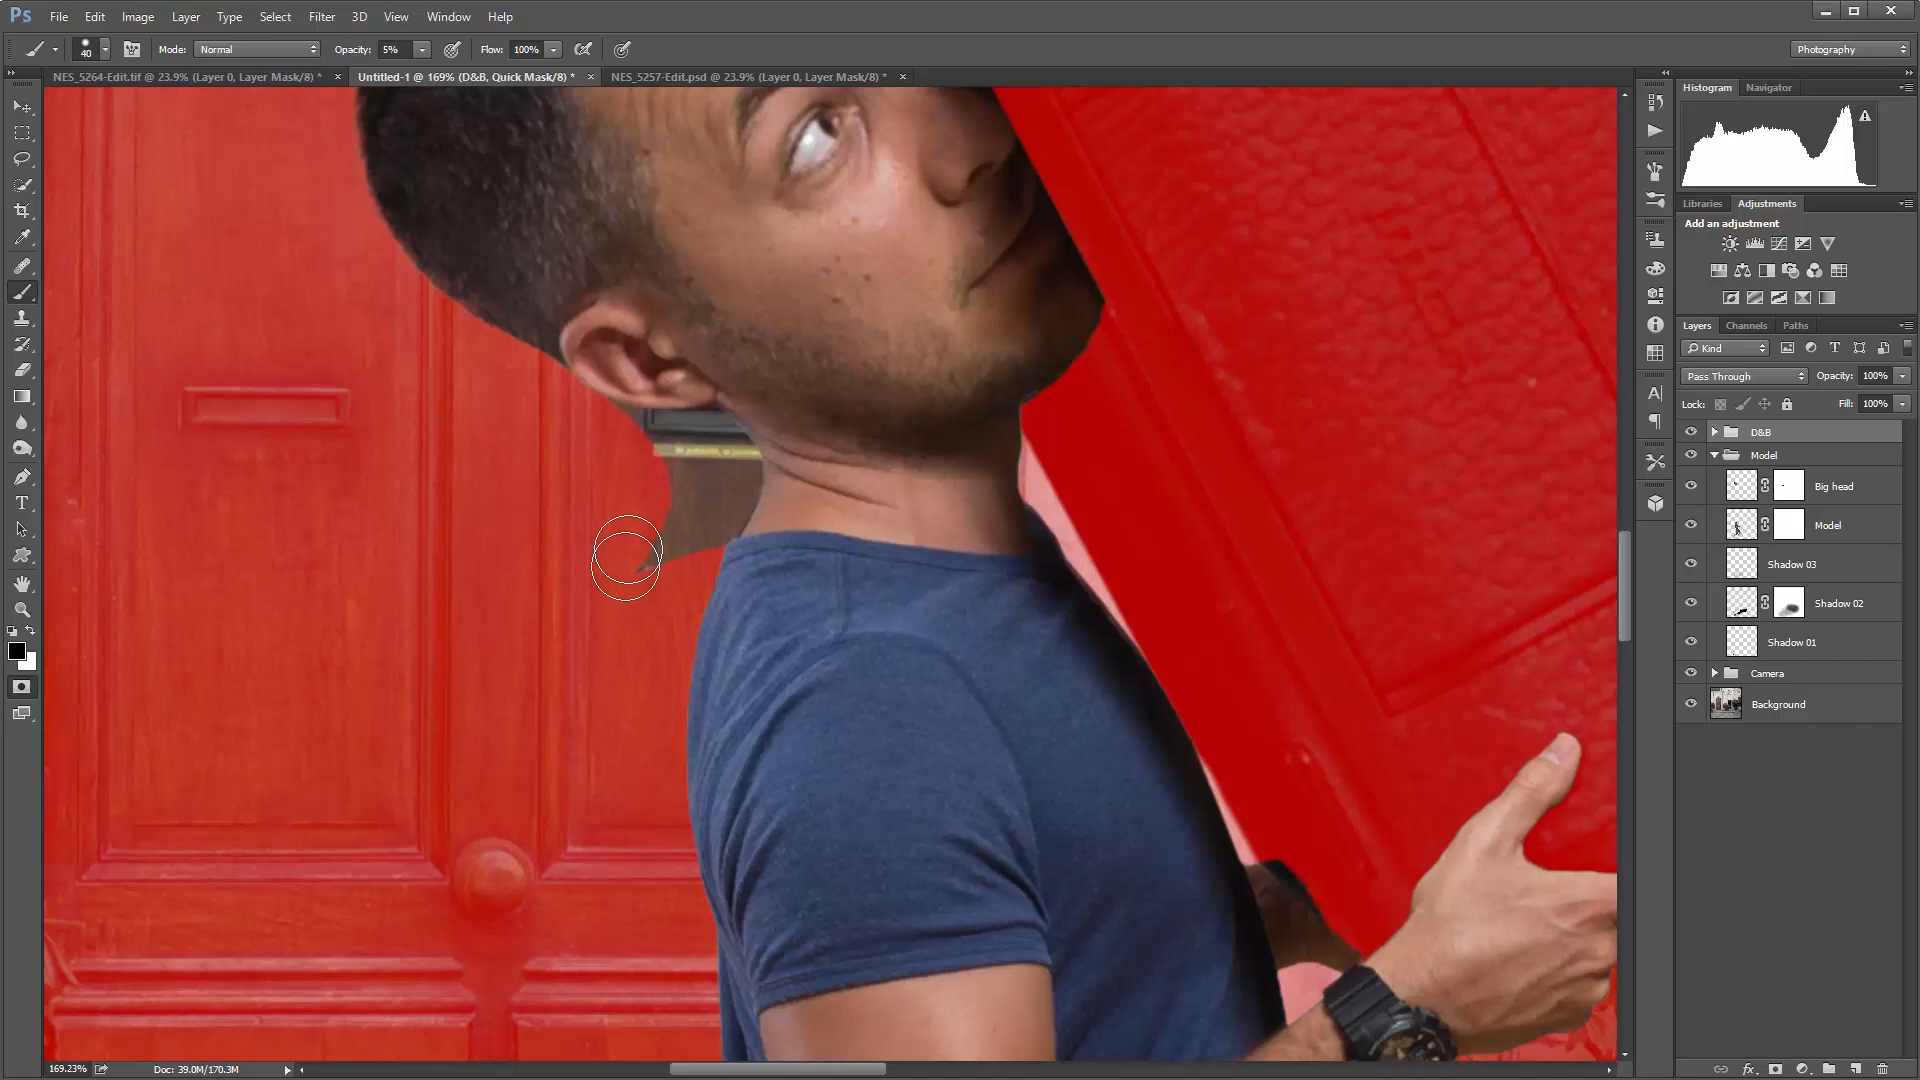 Ps File Edit Image Layer Type Select Filter 3D View Window Help
40 Mode: Normal Opacity: 5% Flow: 100% Photography
NES_5264-Edit.tif @ 23.9% (Layer 0, Layer Mask/8) * × Untitled-1 @ 169% (D&B, Quick Mask/8) * × NES_5257-Edit.psd @ 23.9% (Layer 0, Layer Mask/8) * ×
Histogram Navigator
Libraries Adjustments
Add an adjustment
Layers Channels Paths
Kind
Pass Through Opacity: 100%
Lock: Fill: 100%
D&B
Model
Big head
Model
Shadow 03
Shadow 02
Shadow 01
Camera
Background
169.23% Doc: 39.0M/170.3M